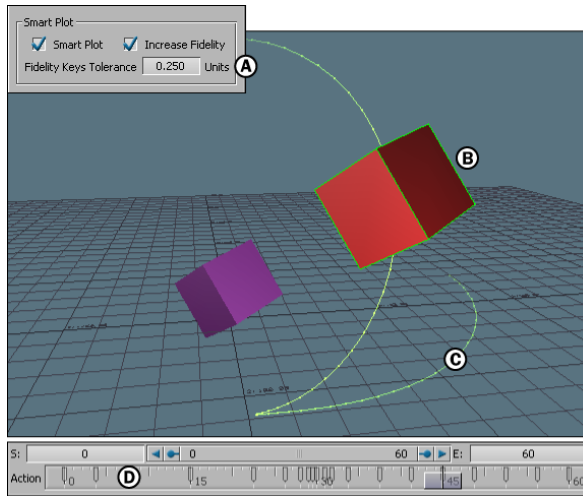 Smart Plot
Smart Plot Increase Fidelity
Fidelity Keys Tolerance 0.250 Units A
B
C
S: 0 0 60 E: 60
Action 0 D 15 30 45 60